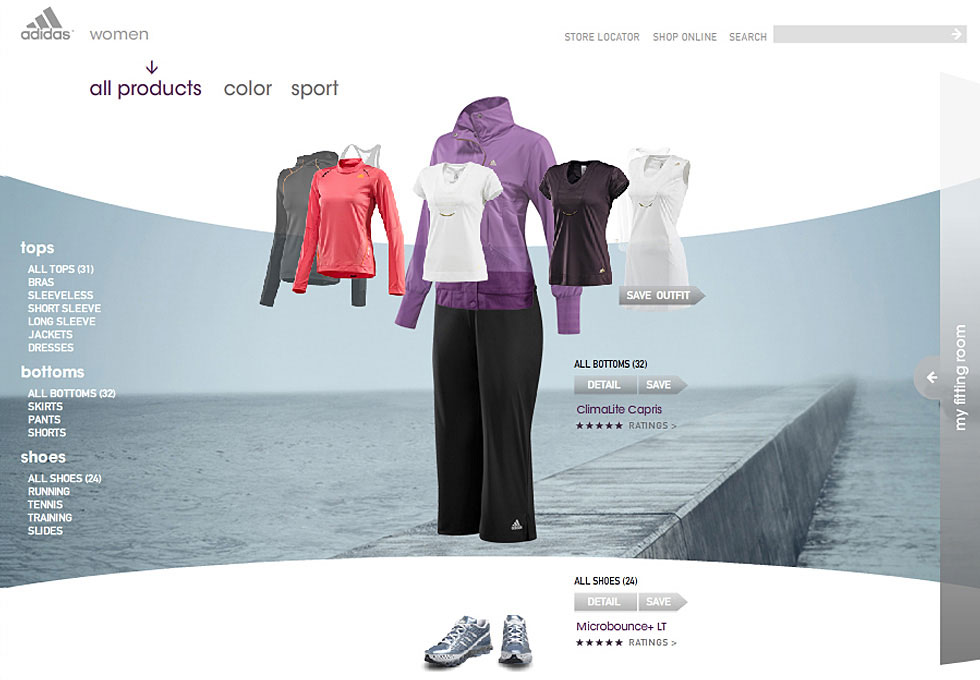 adidas women
STORE LOCATOR SHOP ONLINE SEARCH
all products color sport
tops
ALL TOPS (31)
BRAS
SLEEVELESS
SHORT SLEEVE
LONG SLEEVE
JACKETS
DRESSES
bottoms
ALL BOTTOMS (32)
SKIRTS
PANTS
SHORTS
shoes
ALL SHOES (24)
RUNNING
TENNIS
TRAINING
SLIDES
SAVE OUTFIT
ALL BOTTOMS (32)
DETAIL SAVE
ClimaLite Capris
★★★★★ RATINGS >
my fitting room
ALL SHOES (24)
DETAIL SAVE
Microbounce+ LT
★★★★★ RATINGS >